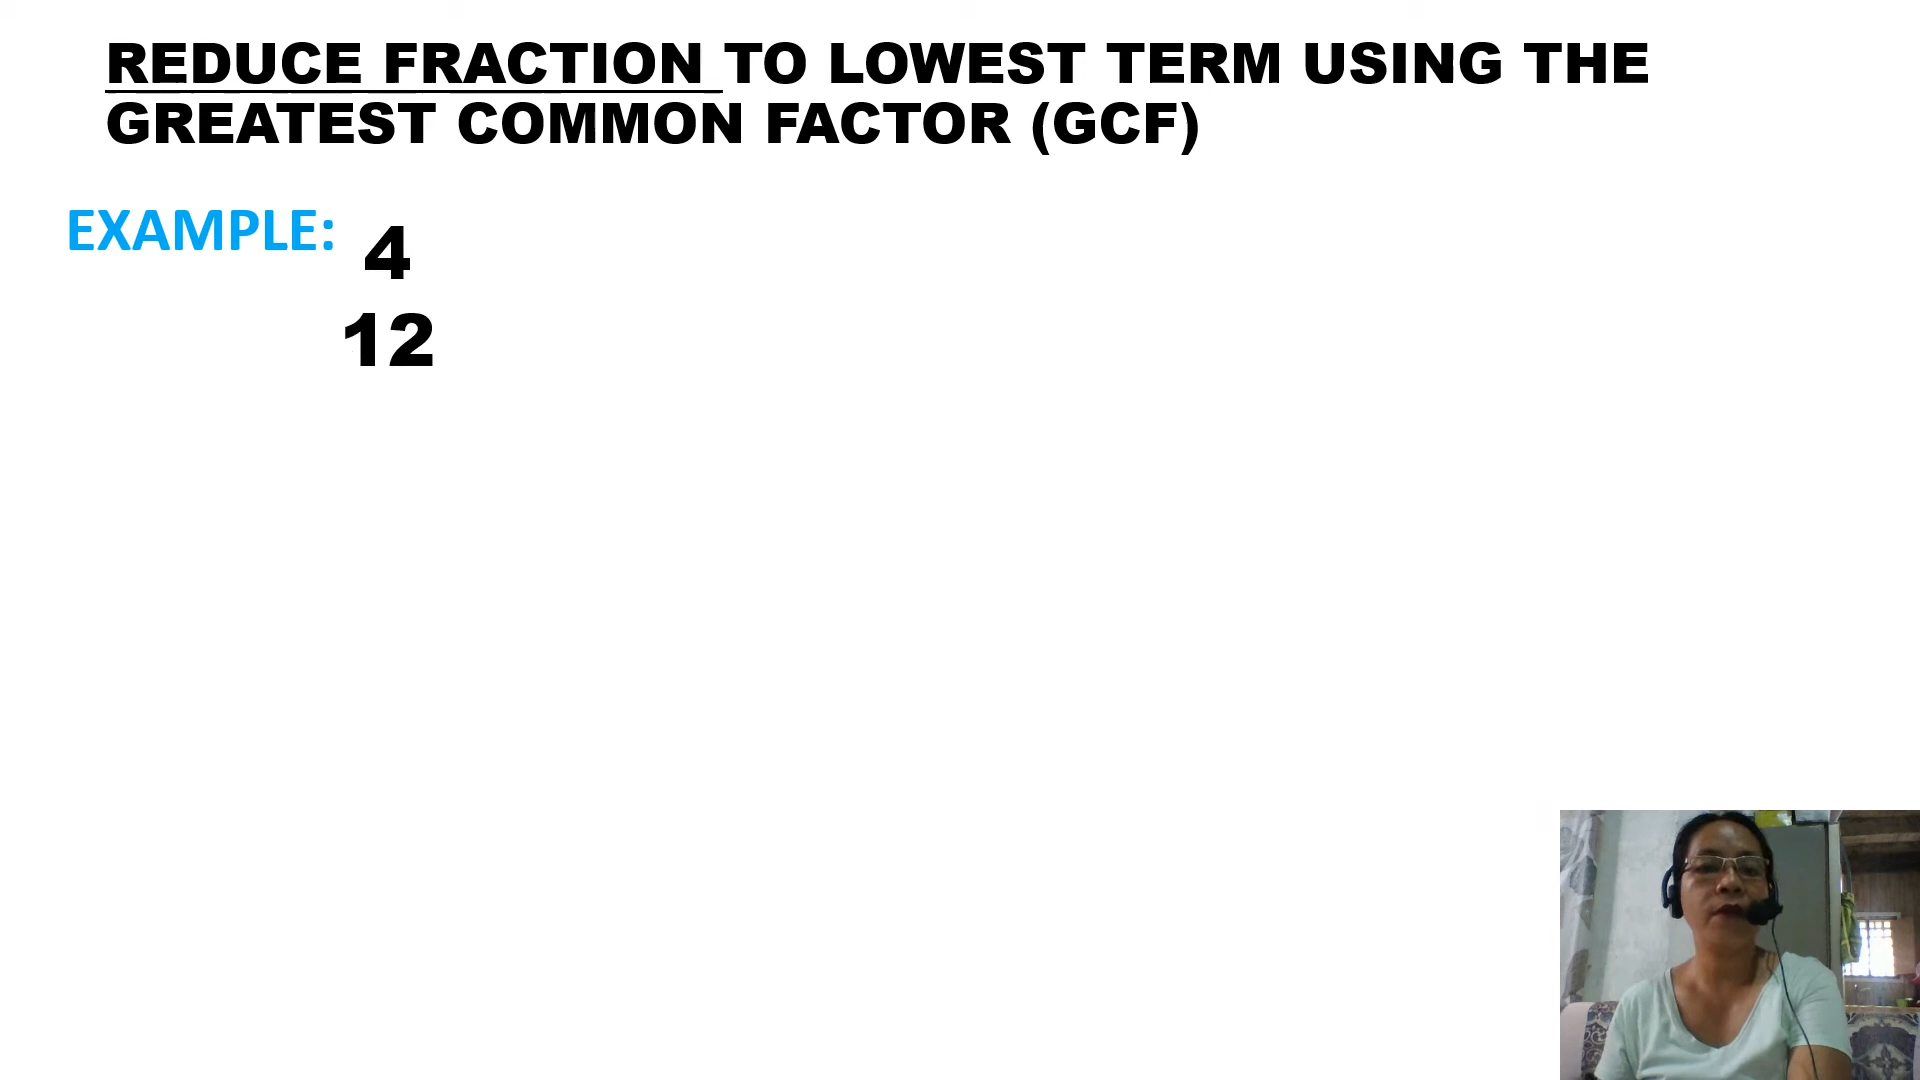 REDUCE FRACTION TO LOWEST TERM USING THE
GREATEST COMMON FACTOR (GCF)
EXAMPLE:
4
12